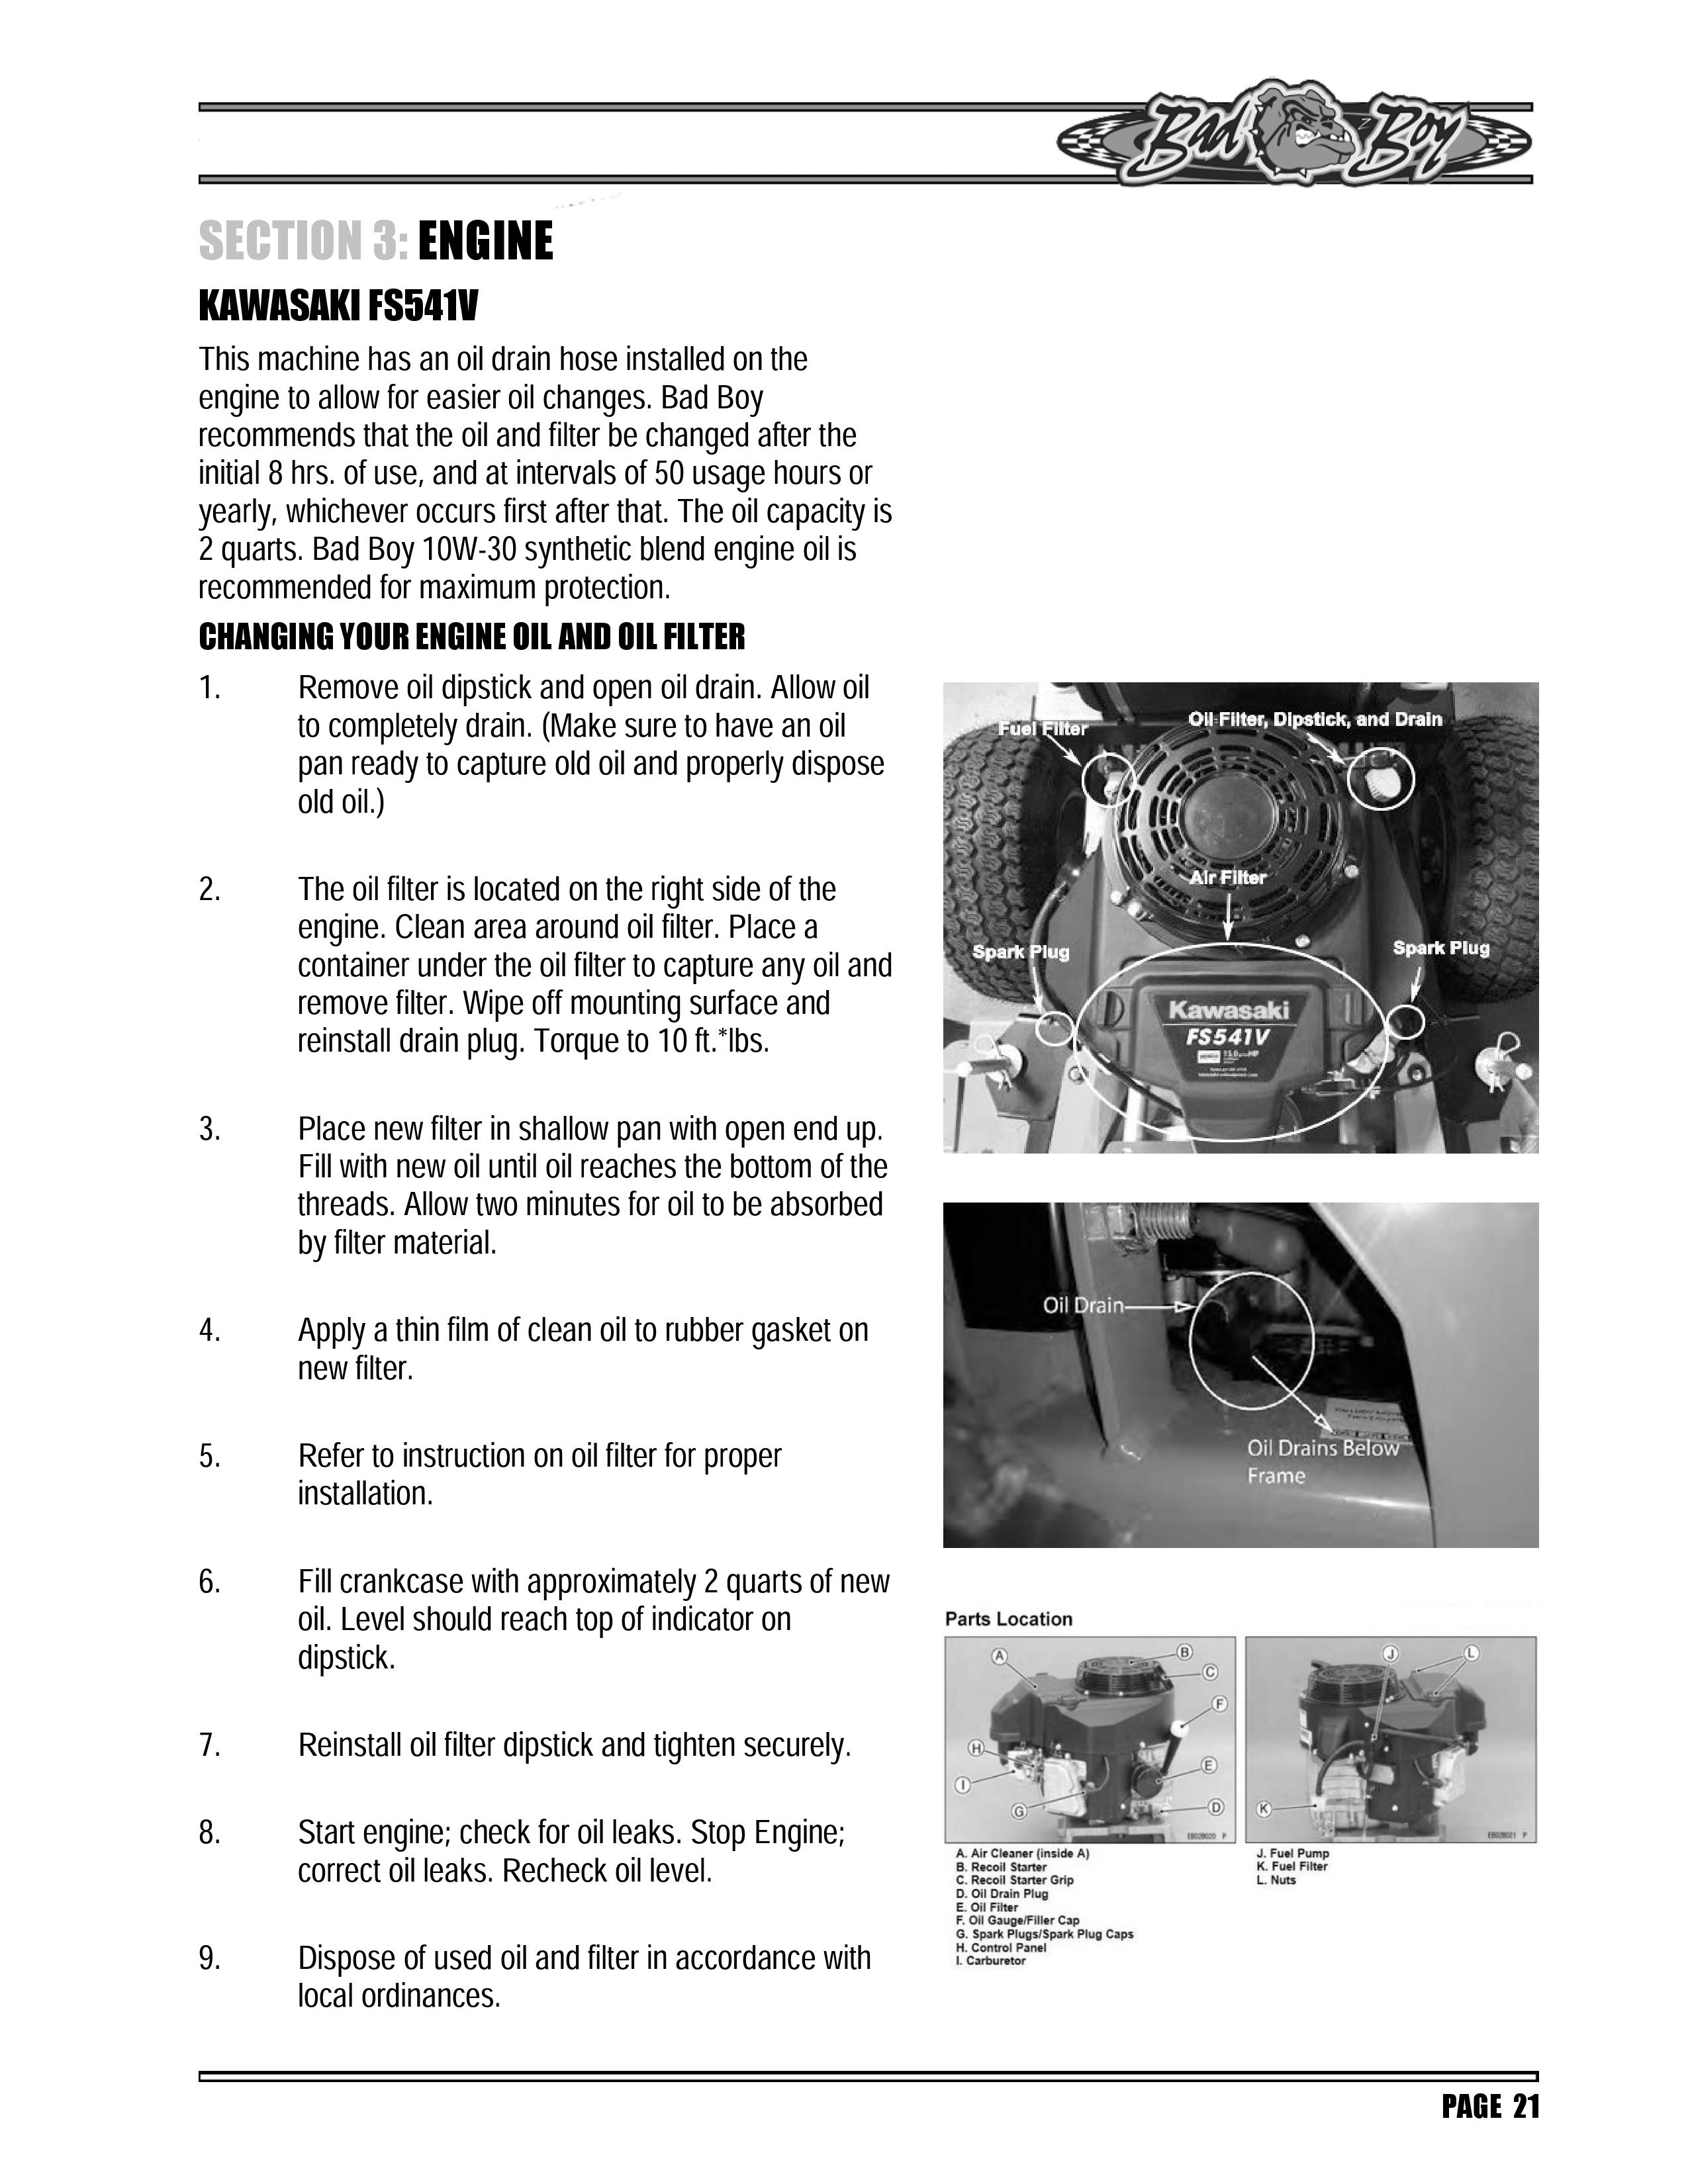 Bad Boy
Z
SECTION 3: ENGINE
KAWASAKI FS541V
This machine has an oil drain hose installed on the
engine to allow for easier oil changes. Bad Boy
recommends that the oil and filter be changed after the
initial 8 hrs. of use, and at intervals of 50 usage hours or
yearly, whichever occurs first after that. The oil capacity is
2 quarts. Bad Boy 10W-30 synthetic blend engine oil is
recommended for maximum protection.
CHANGING YOUR ENGINE OIL AND OIL FILTER
1. Remove oil dipstick and open oil drain. Allow oil
to completely drain. (Make sure to have an oil
pan ready to capture old oil and properly dispose
old oil.)
2. The oil filter is located on the right side of the
engine. Clean area around oil filter. Place a
container under the oil filter to capture any oil and
remove filter. Wipe off mounting surface and
reinstall drain plug. Torque to 10 ft.*lbs.
3. Place new filter in shallow pan with open end up.
Fill with new oil until oil reaches the bottom of the
threads. Allow two minutes for oil to be absorbed
by filter material.
4. Apply a thin film of clean oil to rubber gasket on
new filter.
5. Refer to instruction on oil filter for proper
installation.
6. Fill crankcase with approximately 2 quarts of new
oil. Level should reach top of indicator on
dipstick.
7. Reinstall oil filter dipstick and tighten securely.
8. Start engine; check for oil leaks. Stop Engine;
correct oil leaks. Recheck oil level.
9. Dispose of used oil and filter in accordance with
local ordinances.
Fuel Filter
Oil Filter, Dipstick, and Drain
Air Filter
Spark Plug
Spark Plug
Kawasaki
FS541V
15.0 HP
Oil Drain
Oil Drains Below
Frame
Parts Location
A
B
C
F
H
E
I
G
D
EB02B020 P
J
L
K
EB02B021 P
A. Air Cleaner (inside A)
B. Recoil Starter
C. Recoil Starter Grip
D. Oil Drain Plug
E. Oil Filter
F. Oil Gauge/Filler Cap
G. Spark Plugs/Spark Plug Caps
H. Control Panel
I. Carburetor
J. Fuel Pump
K. Fuel Filter
L. Nuts
PAGE 21